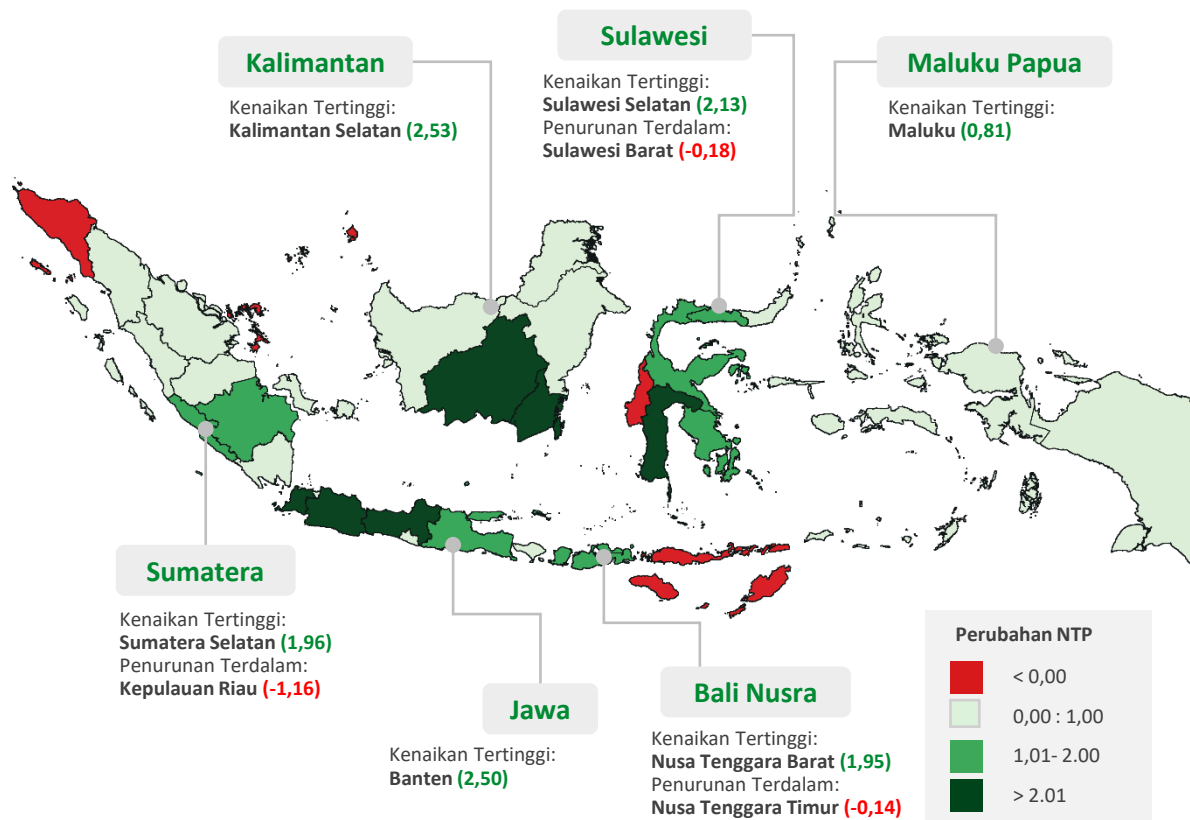 Kalimantan
Kenaikan Tertinggi:
Kalimantan Selatan (2,53)
Sulawesi
Kenaikan Tertinggi:
Sulawesi Selatan (2,13)
Penurunan Terdalam:
Sulawesi Barat (-0,18)
Maluku Papua
Kenaikan Tertinggi:
Maluku (0,81)
Sumatera
Kenaikan Tertinggi:
Sumatera Selatan (1,96)
Penurunan Terdalam:
Kepulauan Riau (-1,16)
Jawa
Kenaikan Tertinggi:
Banten (2,50)
Bali Nusra
Kenaikan Tertinggi:
Nusa Tenggara Barat (1,95)
Penurunan Terdalam:
Nusa Tenggara Timur (-0,14)
Perubahan NTP
< 0,00
0,00 : 1,00
1,01- 2.00
> 2.01